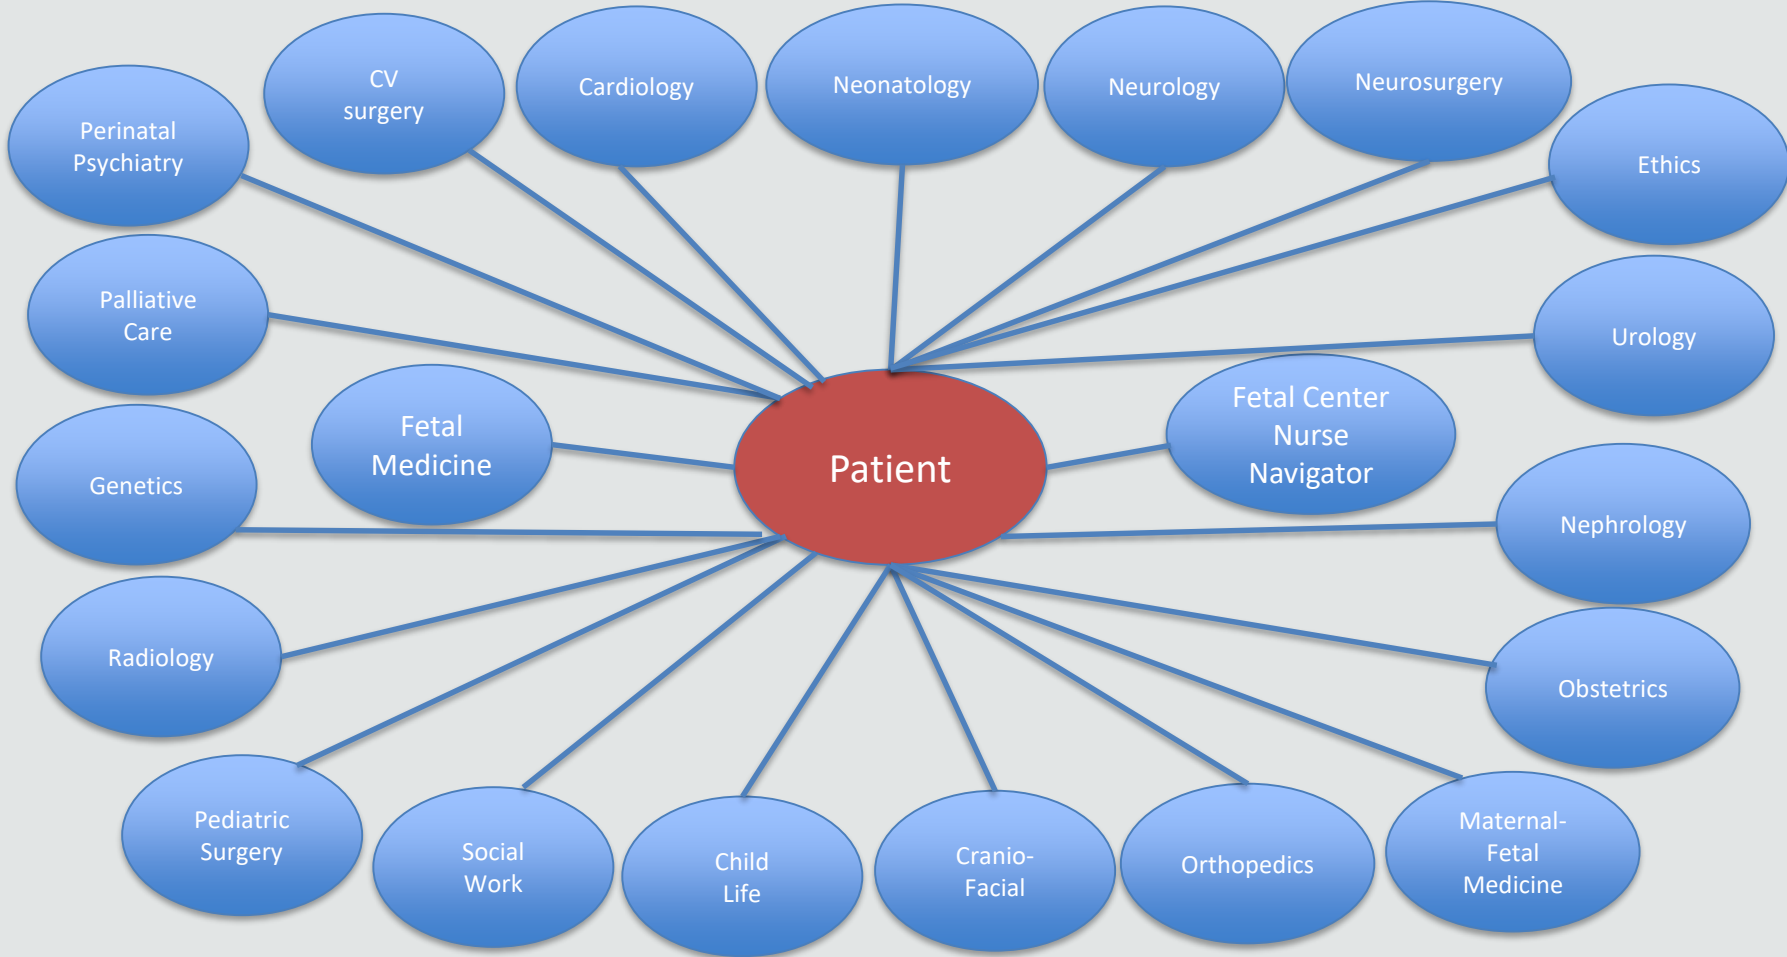 CV
surgery
Cardiology
Neonatology
Neurology
Neurosurgery
Perinatal
Psychiatry
Ethics
Palliative
Care
Urology
Fetal
Medicine
Fetal Center
Nurse
Navigator
Patient
Genetics
Nephrology
Radiology
Obstetrics
Pediatric
Surgery
Social
Work
Child
Life
Cranio-
Facial
Orthopedics
Maternal-
Fetal
Medicine